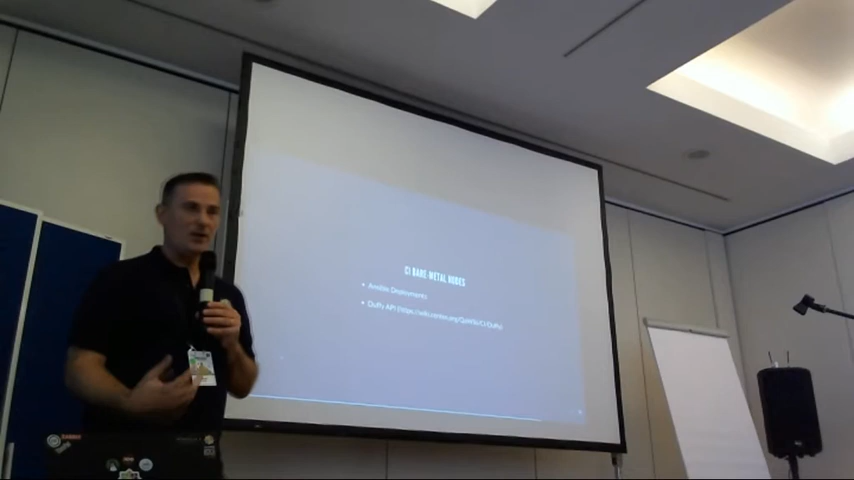 CI BARE-METAL NODES
Ansible Deployments
Duffy API (https://wiki.centos.org/QaWiki/CI/Duffy)